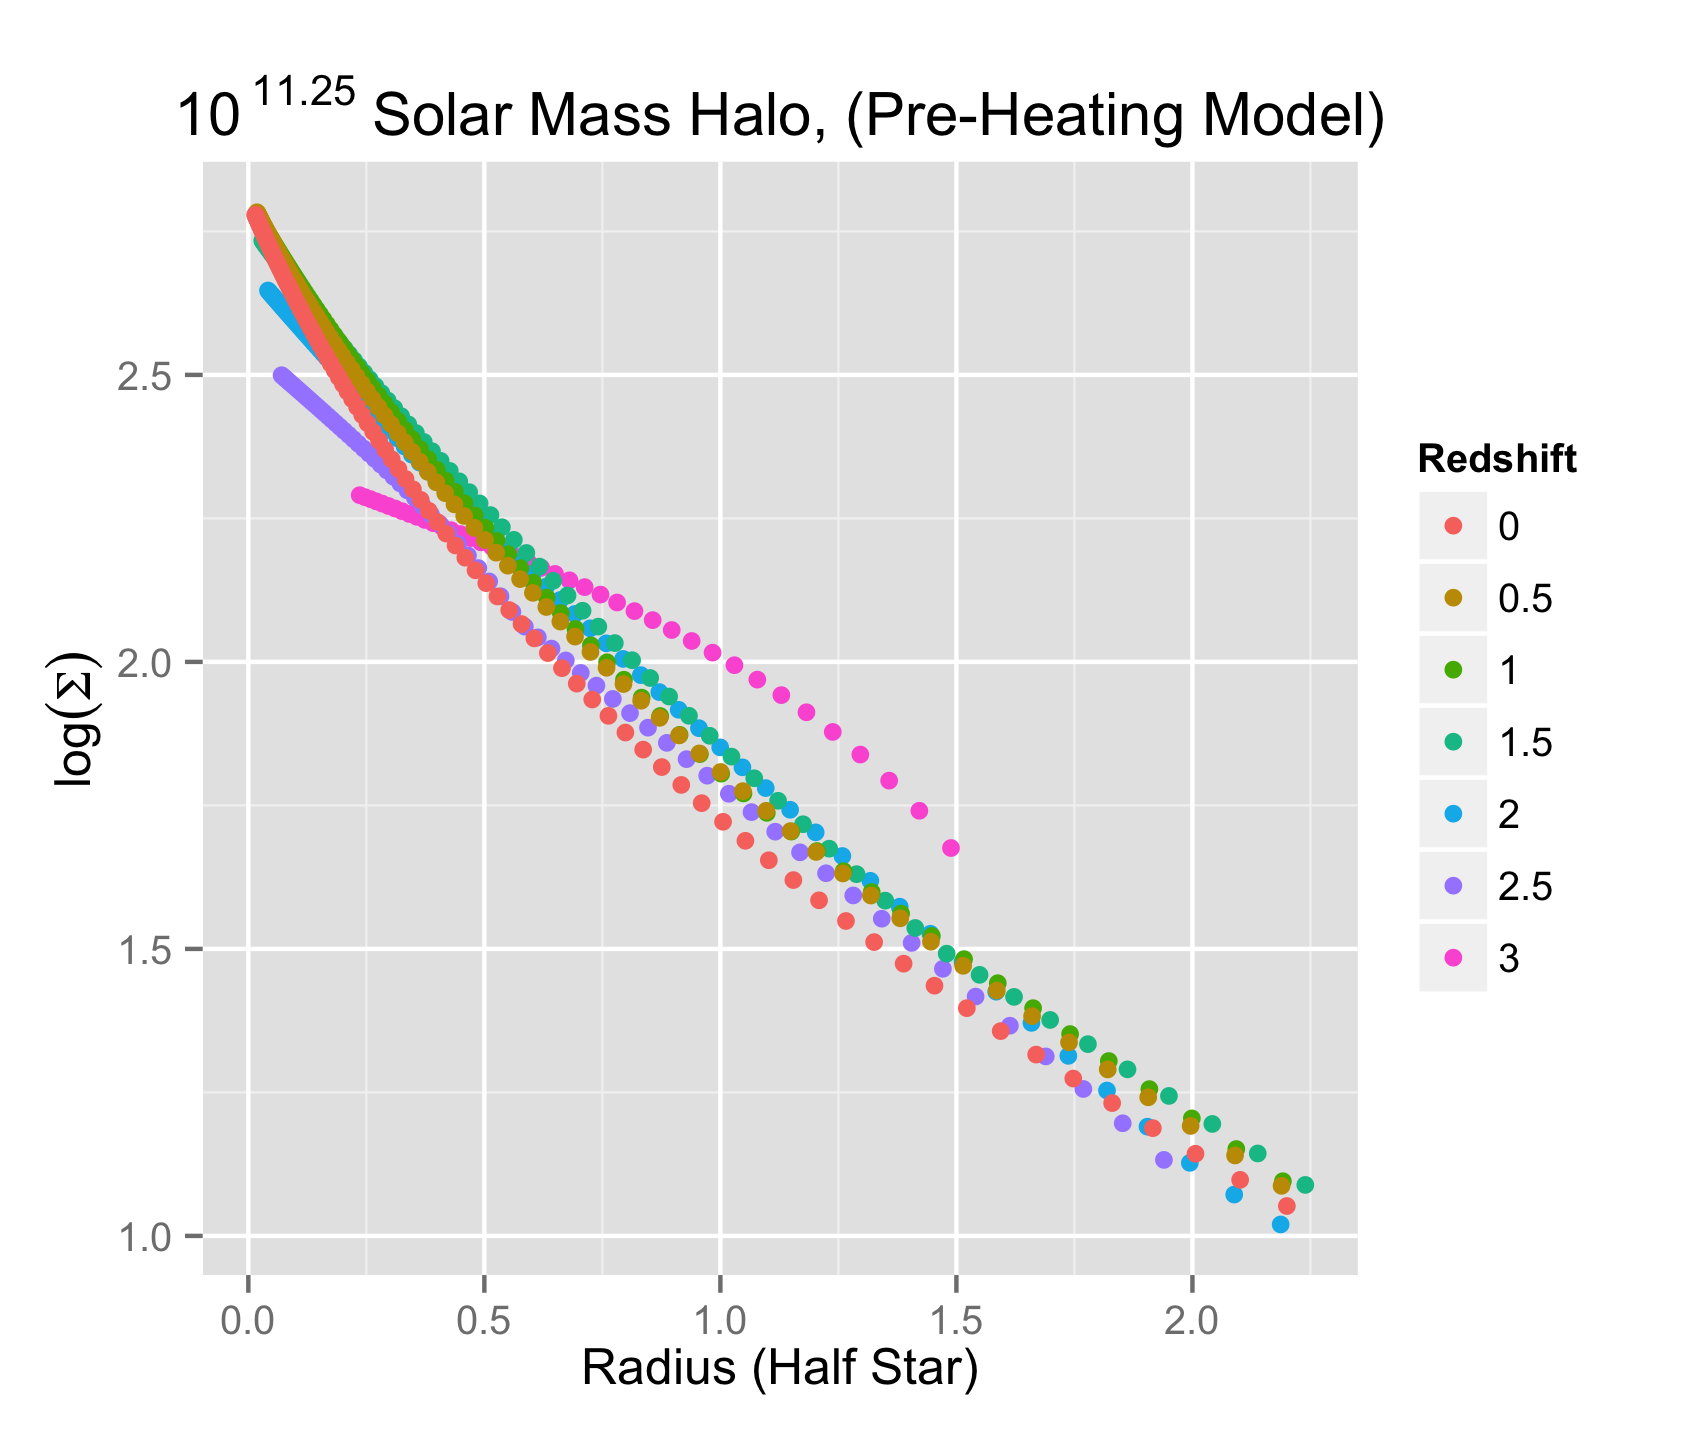 10^11.25 Solar Mass Halo, (Pre-Heating Model)
log(Σ)
2.5
2.0
1.5
1.0
0.0 0.5 1.0 1.5 2.0
Radius (Half Star)
Redshift
0
0.5
1
1.5
2
2.5
3